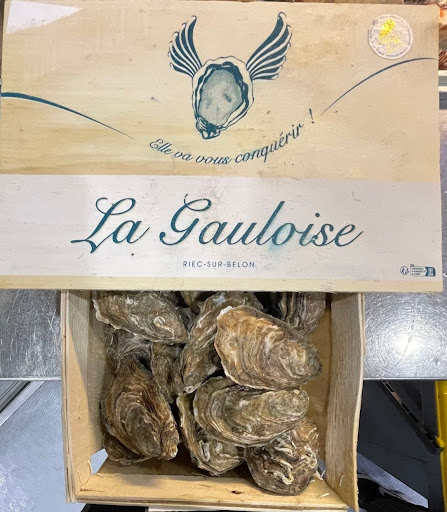 Elle va vous conquérir !
La Gauloise
RIEC-SUR-BELON